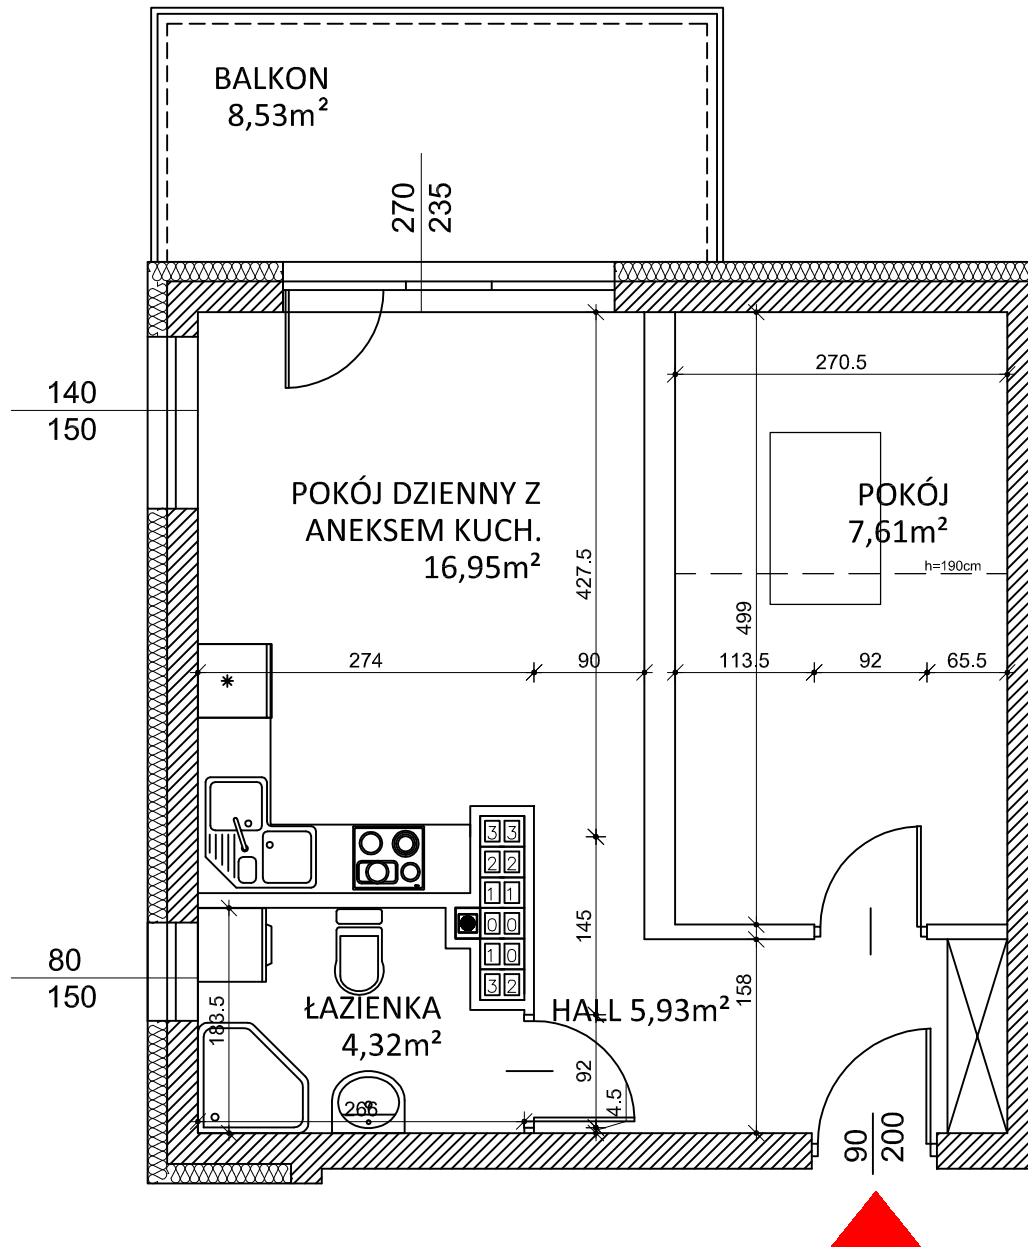 BALKON
8,53m²
270
235
140
150
270.5
POKÓJ DZIENNY Z
ANEKSEM KUCH.
16,95m²
POKÓJ
7,61m²
h=190cm
427.5
499
274
90
113.5
92
65.5
3 3
2 2
1 1
0 0
1 0
3 2
145
80
150
183.5
ŁAZIENKA
4,32m²
HALL 5,93m²
158
92
4.5
266
90
200